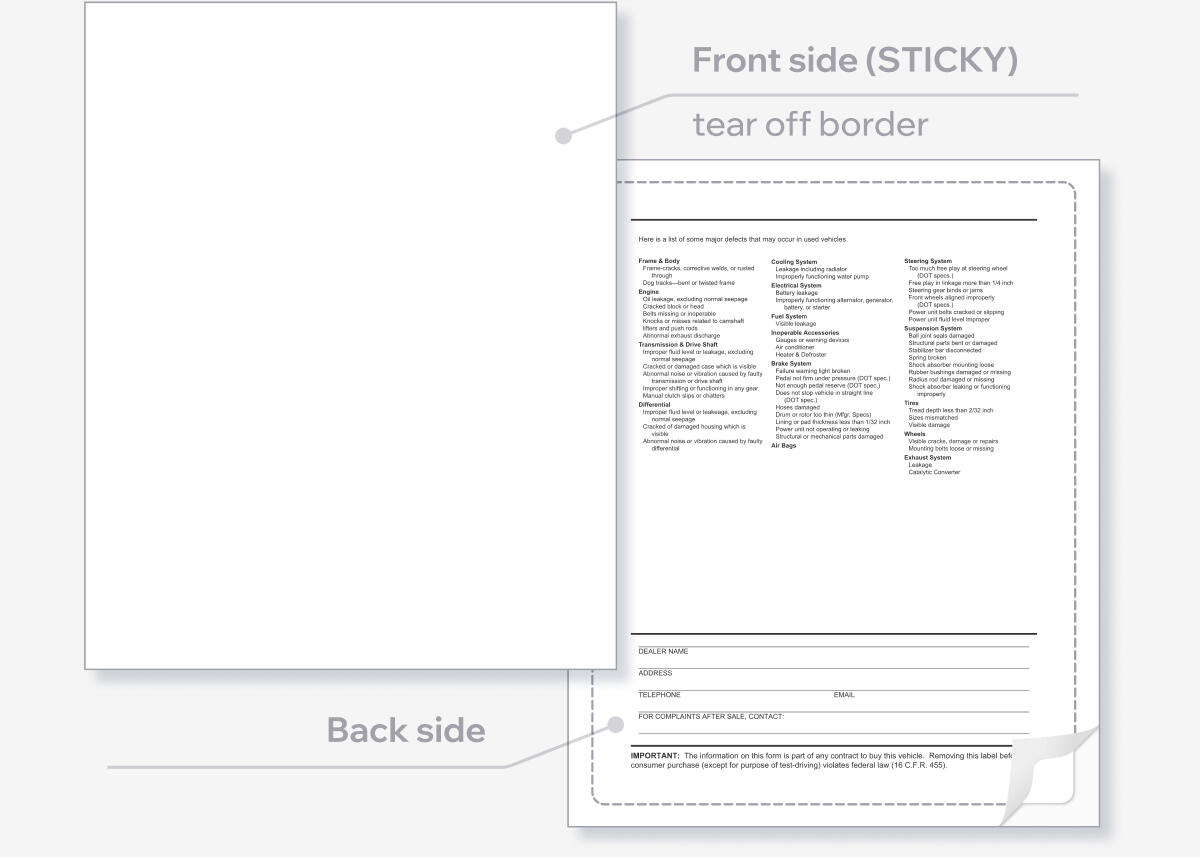 Front side (STICKY)
tear off border
Here is a list of some major defects that may occur in used vehicles.
Frame & Body
Frame-cracks, corrective welds, or rusted
through
Dog tracks—bent or twisted frame
Engine
Oil leakage, excluding normal seepage
Cracked block or head
Belts missing or inoperable
Knocks or misses related to camshaft
lifters and push rods
Abnormal exhaust discharge
Transmission & Drive Shaft
Improper fluid level or leakage, excluding
normal seepage
Cracked or damaged case which is visible
Abnormal noise or vibration caused by faulty
transmission or drive shaft
Improper shifting or functioning in any gear
Manual clutch slips or chatters
Differential
Improper fluid level or leakeage, excluding
normal seepage
Cracked of damaged housing which is
visible
Abnormal noise or vibration caused by faulty
differential
Cooling System
Leakage including radiator
Improperly functioning water pump
Electrical System
Battery leakage
Improperly functioning alternator, generator,
battery, or starter
Fuel System
Visible leakage
Inoperable Accessories
Gauges or warning devices
Air conditioner
Heater & Defroster
Brake System
Failure warning light broken
Pedal not firm under pressure (DOT spec.)
Not enough pedal reserve (DOT spec.)
Does not stop vehicle in straight line
(DOT spec.)
Hoses damaged
Drum or rotor too thin (Mfgr. Specs)
Lining or pad thickness less than 1/32 inch
Power unit not operating or leaking
Structural or mechanical parts damaged
Air Bags
Steering System
Too much free play at steering wheel
(DOT specs.)
Free play in linkage more than 1/4 inch
Steering gear binds or jams
Front wheels aligned improperly
(DOT specs.)
Power unit belts cracked or slipping
Power unit fluid level improper
Suspension System
Ball joint seals damaged
Structural parts bent or damaged
Stabilizer bar disconnected
Spring broken
Shock absorber mounting loose
Rubber bushings damaged or missing
Radius rod damaged or missing
Shock absorber leaking or functioning
improperly
Tires
Tread depth less than 2/32 inch
Sizes mismatched
Visible damage
Wheels
Visible cracks, damage or repairs
Mounting bolts loose or missing
Exhaust System
Leakage
Catalytic Converter
DEALER NAME
ADDRESS
TELEPHONE EMAIL
FOR COMPLAINTS AFTER SALE, CONTACT:
IMPORTANT: The information on this form is part of any contract to buy this vehicle. Removing this label
consumer purchase (except for purpose of test-driving) violates federal law (16 C.F.R. 455).
Back side